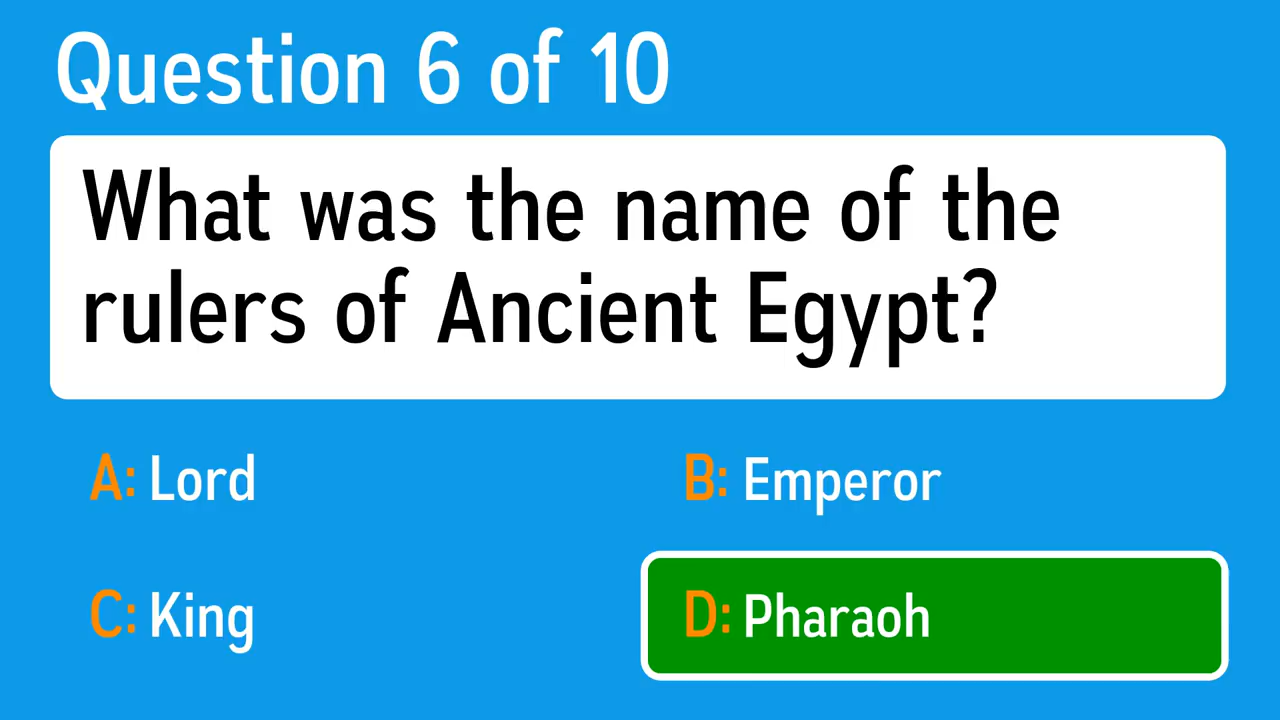 Question 6 of 10
What was the name of the
rulers of Ancient Egypt?
A: Lord
B: Emperor
C: King
D: Pharaoh